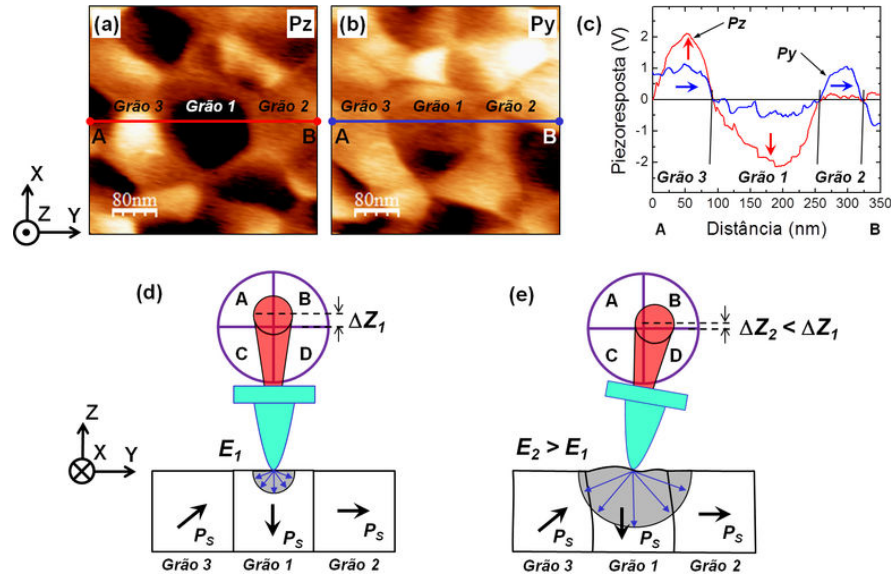 (a)
Pz
Grão 3 Grão 1 Grão 2
A B
80nm
(b)
Py
Grão 3 Grão 1 Grão 2
A B
80nm
X
Z Y
(c)
Piezoresposta (V)
2
1
0
-1
-2
Pz
Py
Grão 3 Grão 1 Grão 2
0 50 100 150 200 250 300 350
A Distância (nm) B
(d)
A B
C D
ΔZ1
E1
Z
X Y
PS PS PS
Grão 3 Grão 1 Grão 2
(e)
A B
C D
ΔZ2 < ΔZ1
E2 > E1
PS PS PS
Grão 3 Grão 1 Grão 2